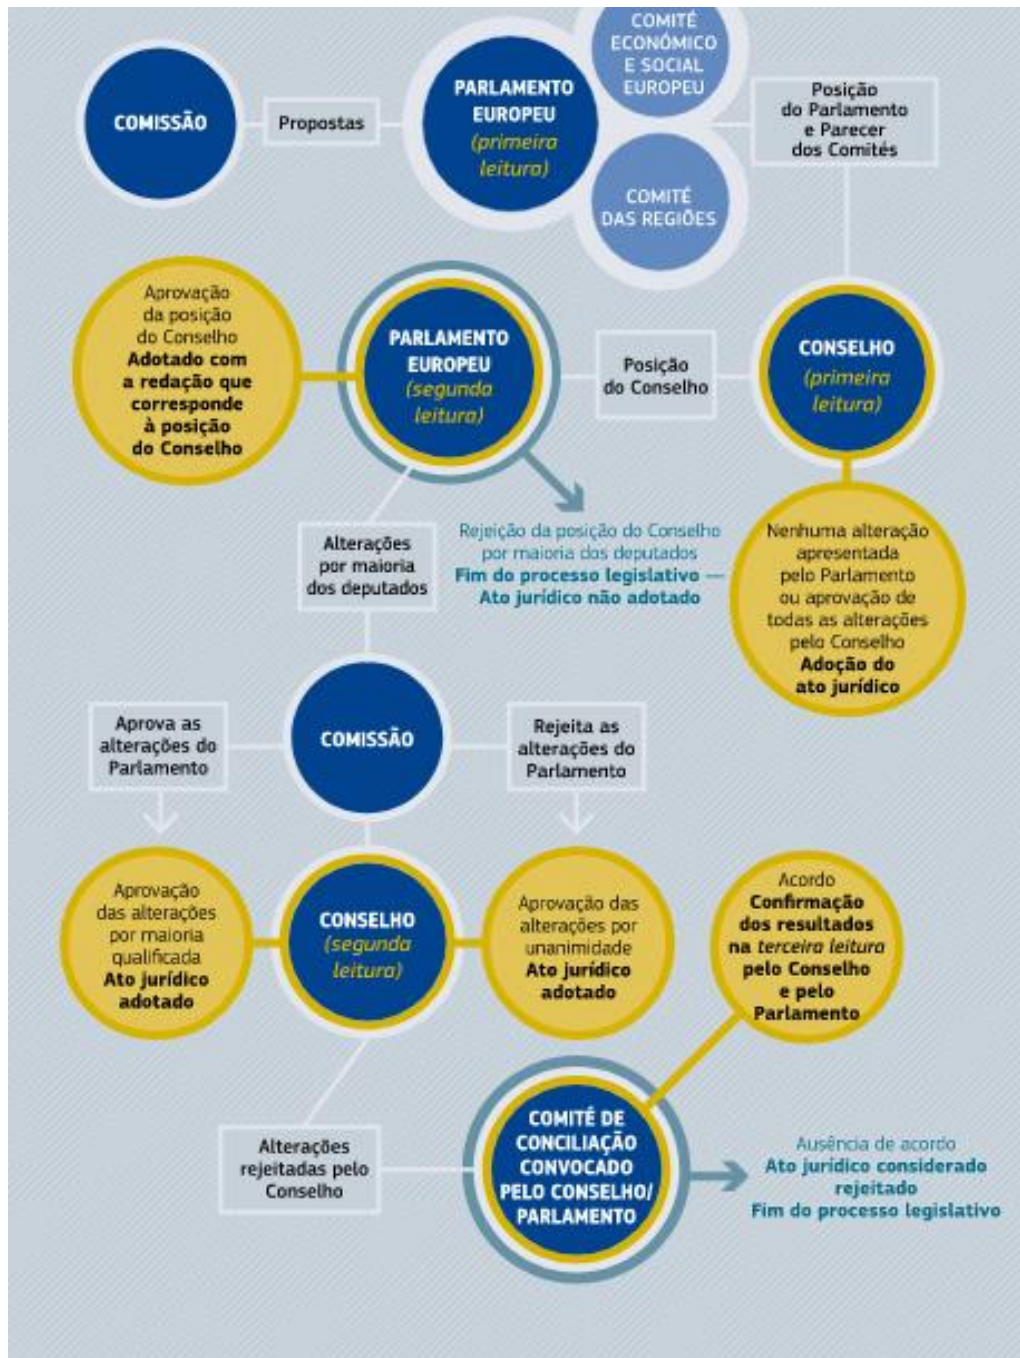 COMISSÃO
Propostas
PARLAMENTO
EUROPEU
(primeira
leitura)
COMITÉ
ECONÓMICO
E SOCIAL
EUROPEU
COMITÉ
DAS REGIÕES
Posição
do Parlamento
e Parecer
dos Comités
CONSELHO
(primeira
leitura)
Nenhuma alteração
apresentada
pelo Parlamento
ou aprovação de
todas as alterações
pelo Conselho
Adoção do
ato jurídico
Posição
do Conselho
PARLAMENTO
EUROPEU
(segunda
leitura)
Aprovação
da posição
do Conselho
Adotado com
a redação que
corresponde
à posição
do Conselho
Rejeição da posição do Conselho
por maioria dos deputados
Fim do processo legislativo —
Ato jurídico não adotado
Alterações
por maioria
dos deputados
COMISSÃO
Aprova as
alterações do
Parlamento
Rejeita as
alterações do
Parlamento
Aprovação
das alterações
por maioria
qualificada
Ato jurídico
adotado
CONSELHO
(segunda
leitura)
Aprovação das
alterações por
unanimidade
Ato jurídico
adotado
Acordo
Confirmação
dos resultados
na terceira leitura
pelo Conselho
e pelo
Parlamento
Alterações
rejeitadas pelo
Conselho
COMITÉ DE
CONCILIAÇÃO
CONVOCADO
PELO CONSELHO/
PARLAMENTO
Ausência de acordo
Ato jurídico considerado
rejeitado
Fim do processo legislativo